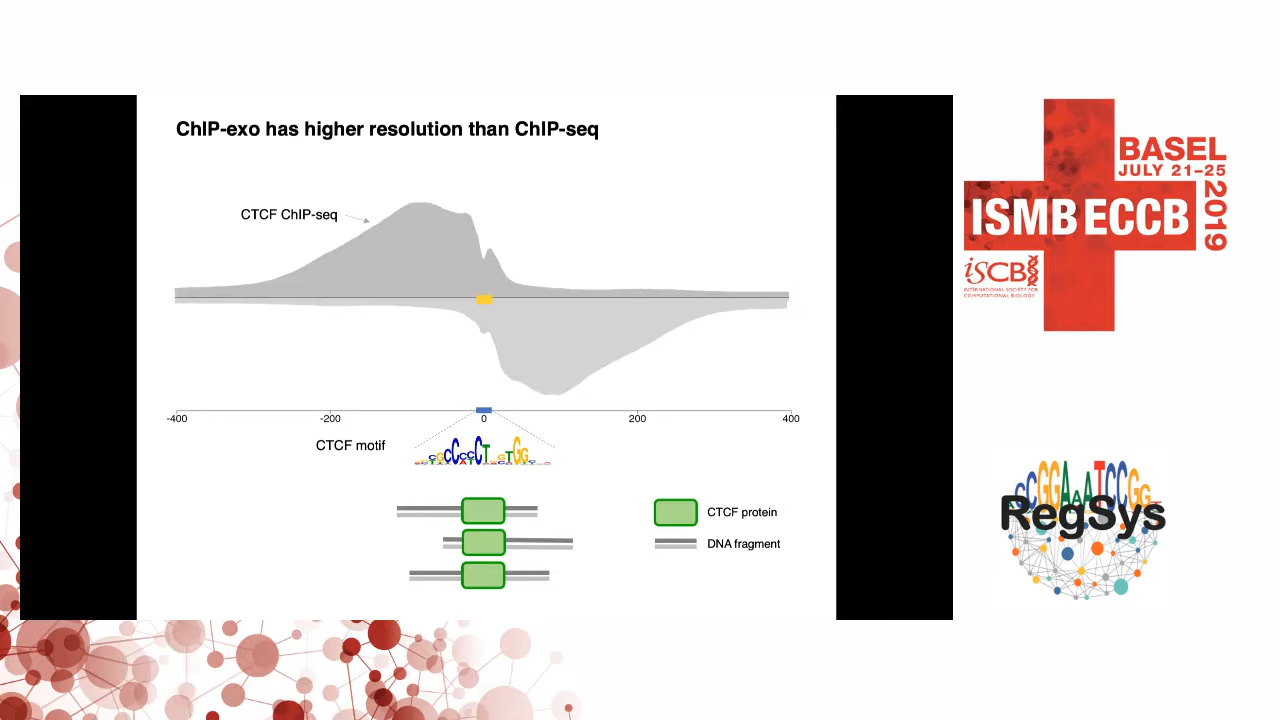 ChIP-exo has higher resolution than ChIP-seq
CTCF ChIP-seq
-400
-200
0
200
400
CTCF motif
CTCF protein
DNA fragment
BASEL
JULY 21–25
2019
ISMB ECCB
iSCB
INTERNATIONAL SOCIETY FOR
COMPUTATIONAL BIOLOGY
CCGGAAATCCGGT
RegSys